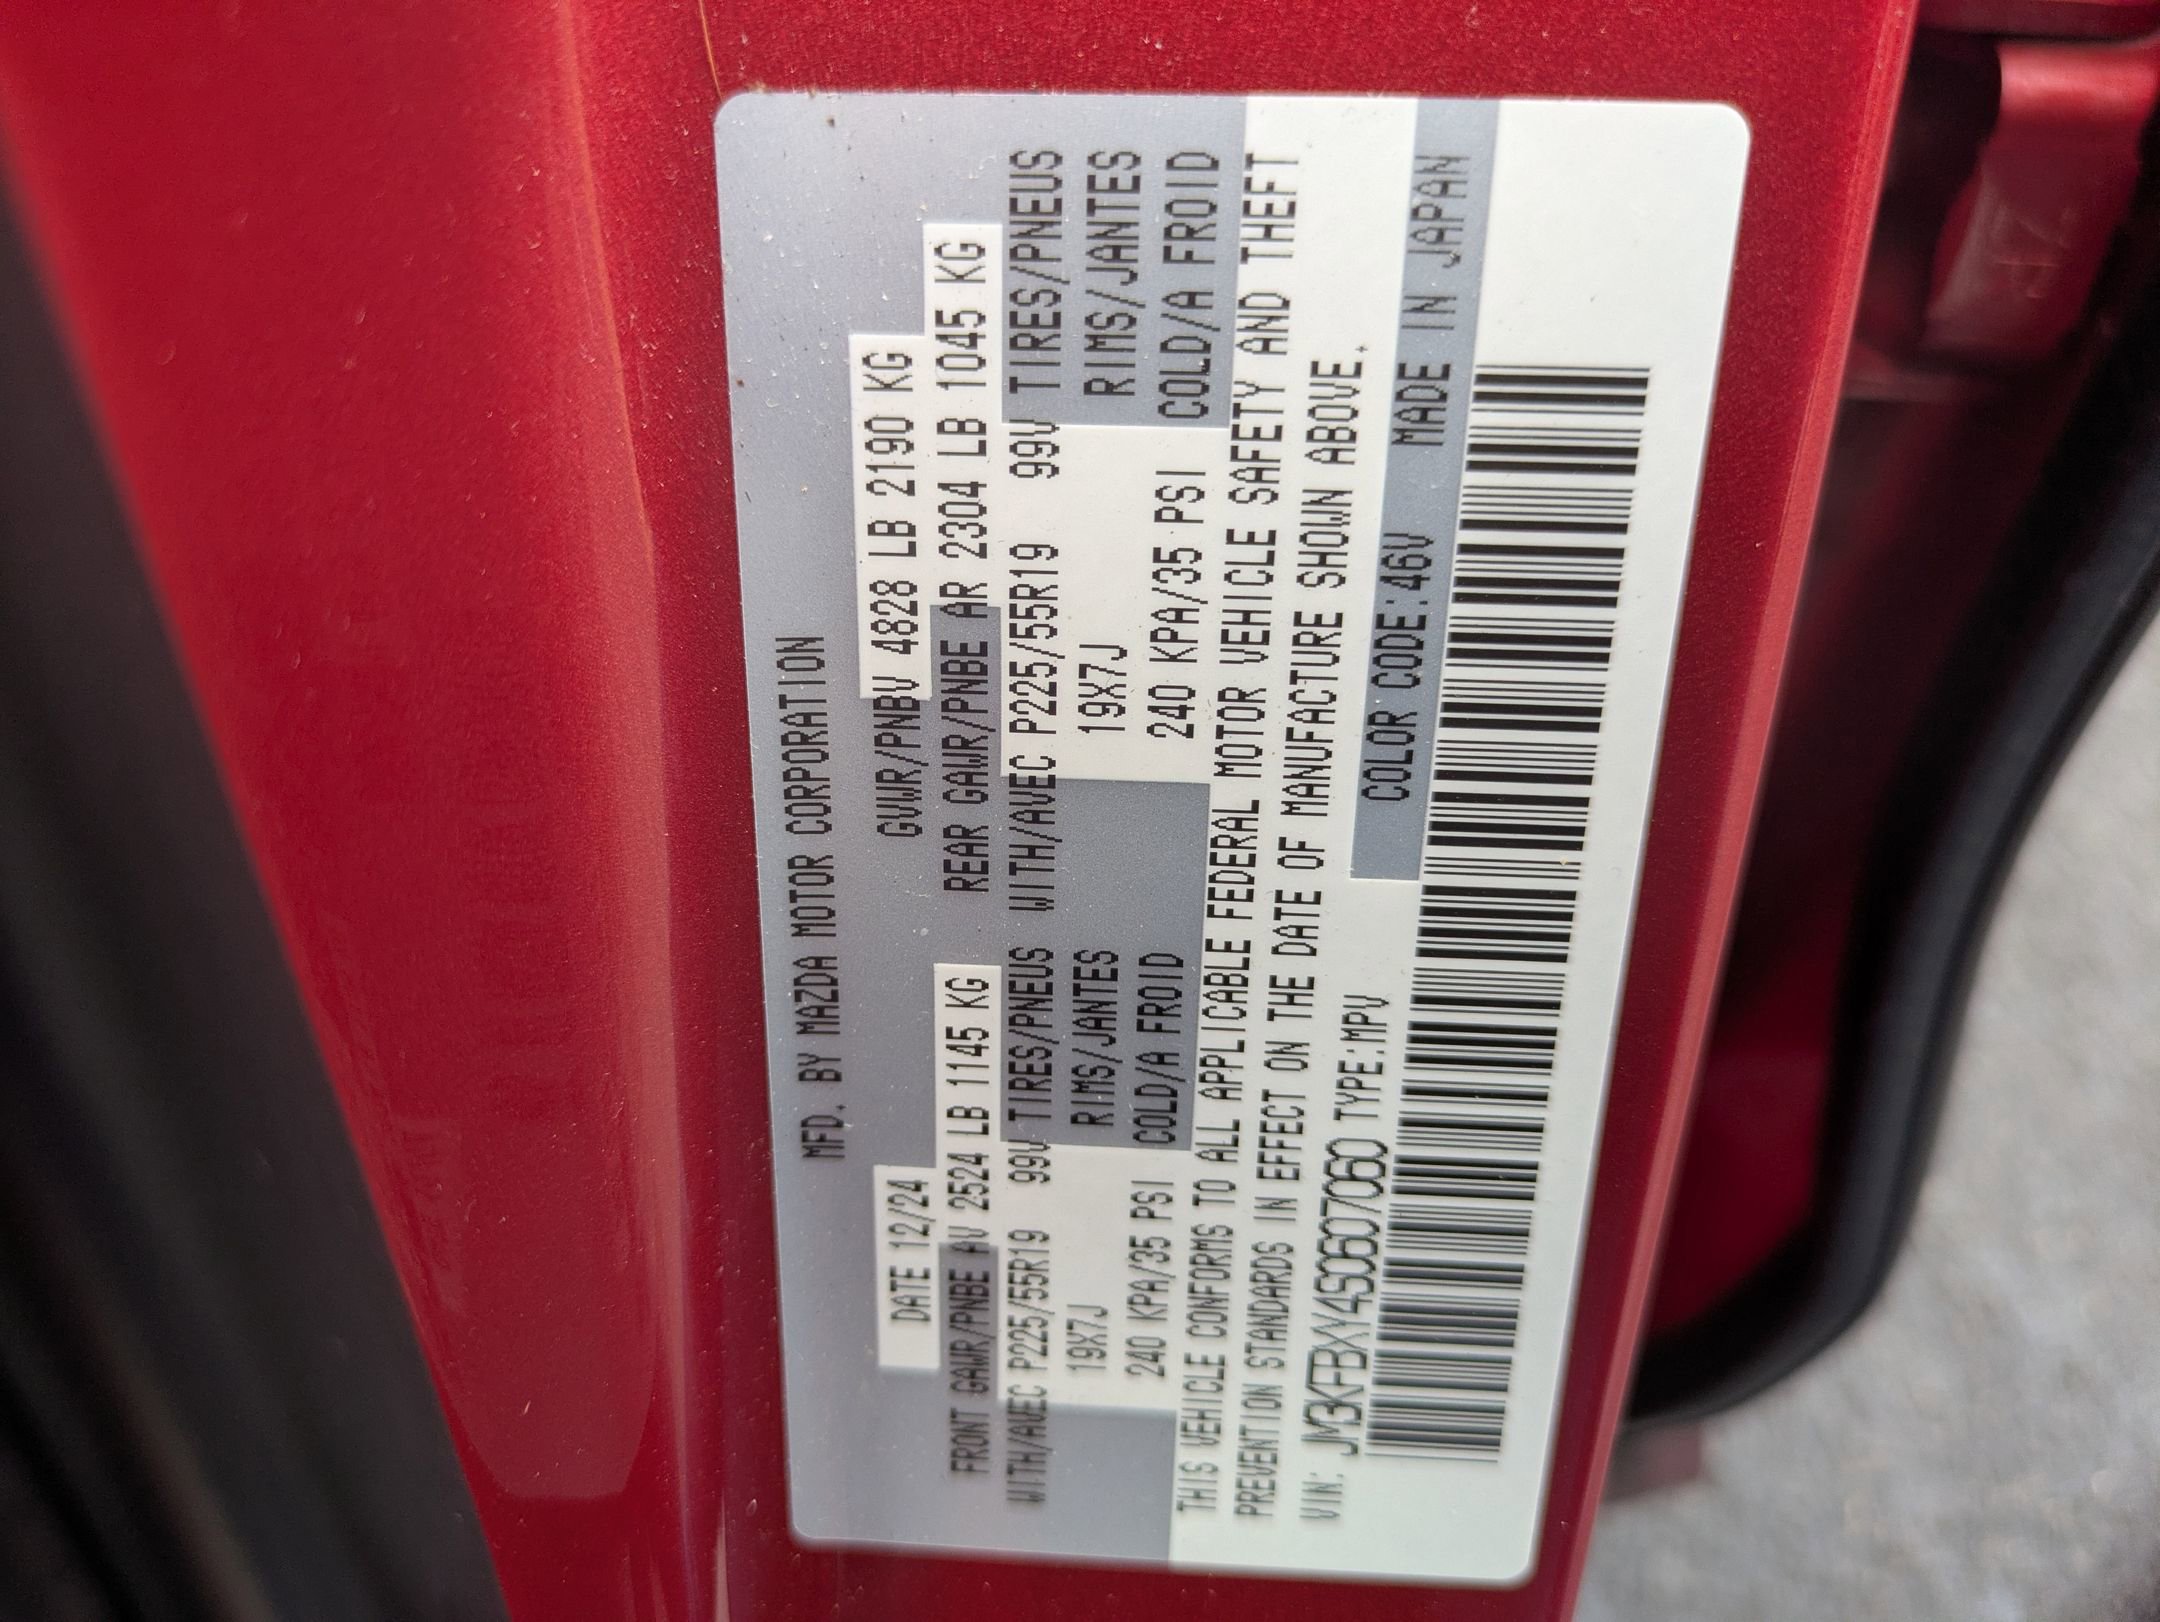 MFD. BY MAZDA MOTOR CORPORATION
DATE 12/24 GVWR/PNBV 4828 LB 2190 KG
FRONT GAWR/PNBE AV 2524 LB 1145 KG REAR GAWR/PNBE AR 2304 LB 1045 KG
WITH/AVEC P225/55R19 99V TIRES/PNEUS WITH/AVEC P225/55R19 99V TIRES/PNEUS
19X7J RIMS/JANTES 19X7J RIMS/JANTES
240 KPA/35 PSI COLD/A FROID 240 KPA/35 PSI COLD/A FROID
THIS VEHICLE CONFORMS TO ALL APPLICABLE FEDERAL MOTOR VEHICLE SAFETY AND THEFT
PREVENTION STANDARDS IN EFFECT ON THE DATE OF MANUFACTURE SHOWN ABOVE.
VIN: JM3KFBXY4S0607060 TYPE:MPV COLOR CODE:46V MADE IN JAPAN